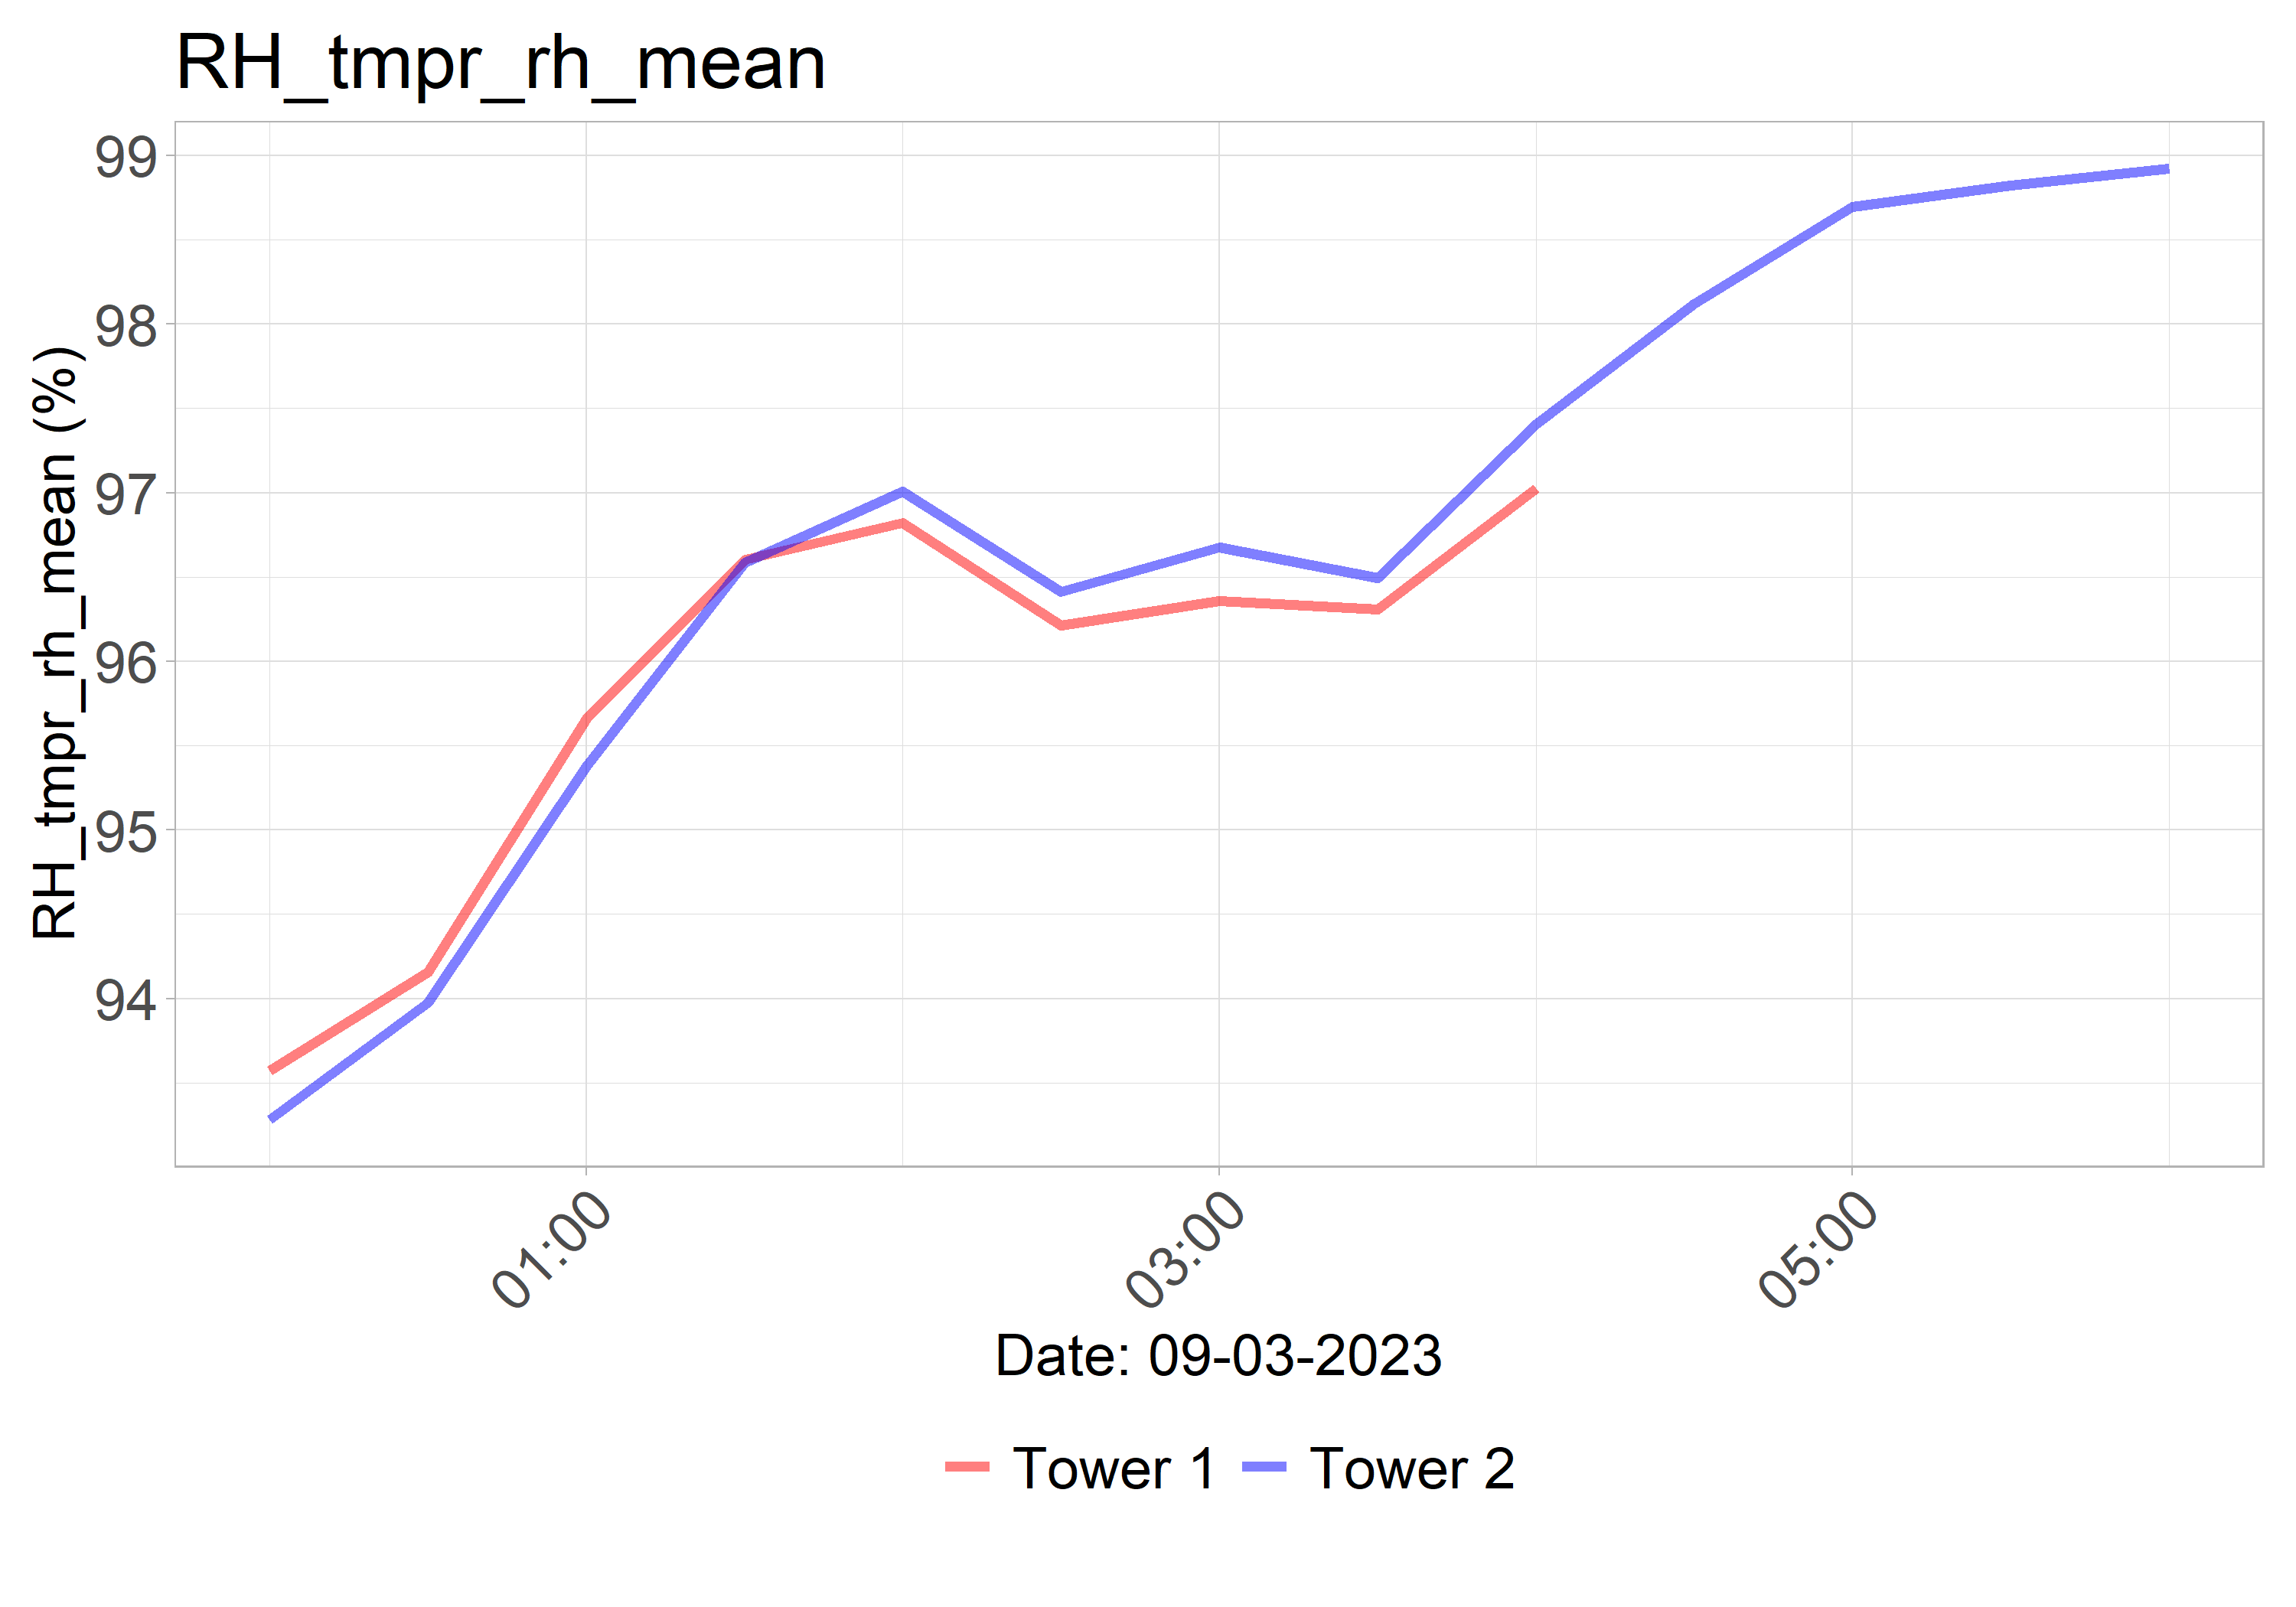 RH_tmpr_rh_mean
RH_tmpr_rh_mean (%)
99
98
97
96
95
94
01:00
03:00
05:00
Date: 09-03-2023
Tower 1
Tower 2